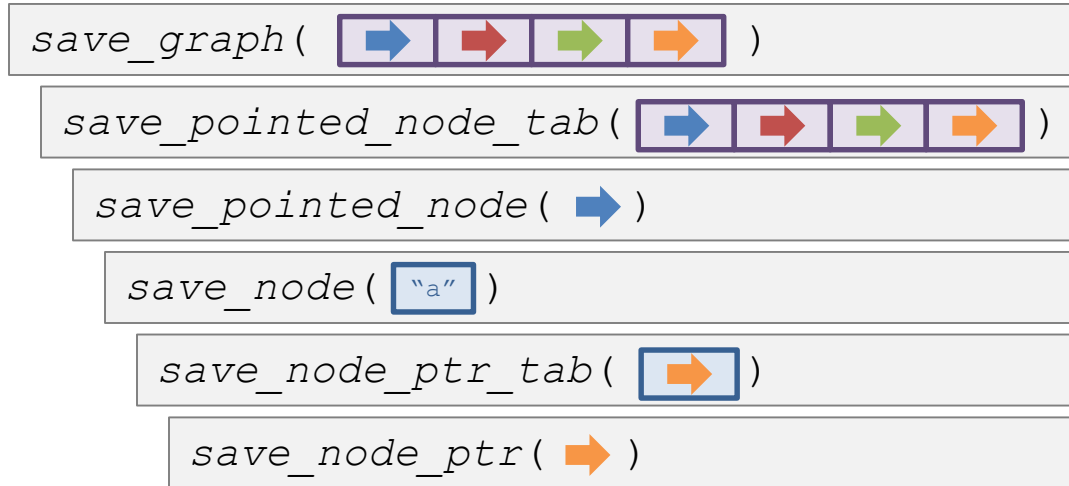 save_graph( )
save_pointed_node_tab( )
save_pointed_node( )
save_node( “a” )
save_node_ptr_tab( )
save_node_ptr( )